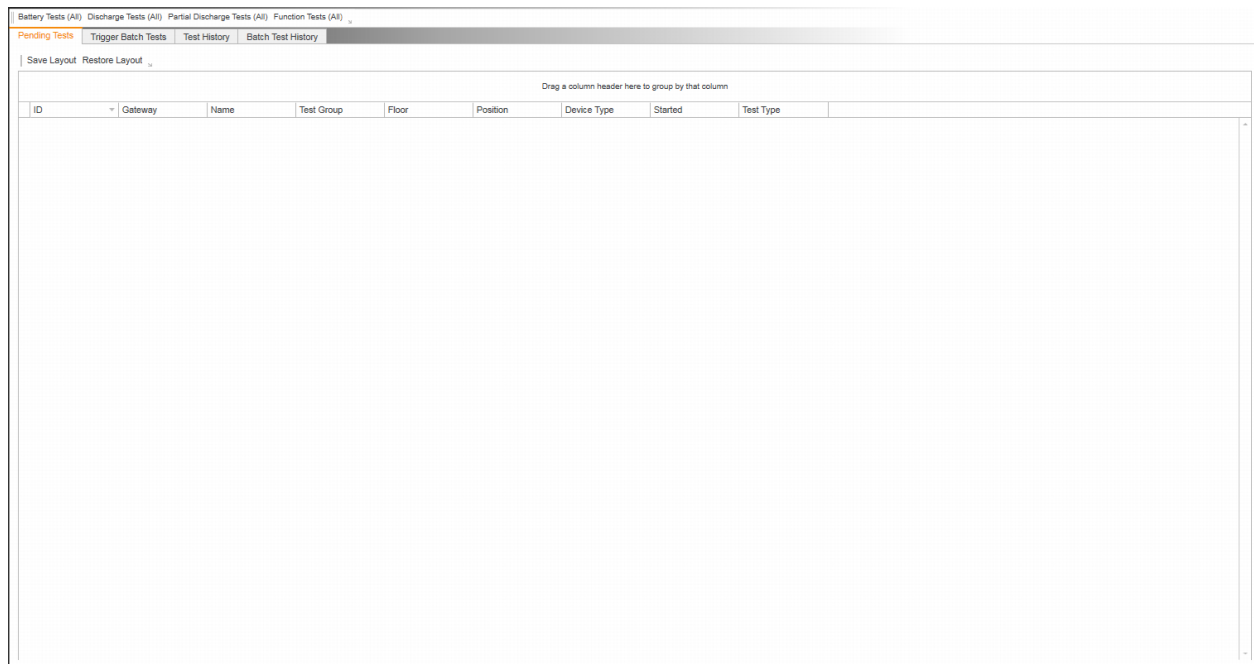 Battery Tests (All) Discharge Tests (All) Partial Discharge Tests (All) Function Tests (All)
Pending Tests Trigger Batch Tests Test History Batch Test History
Save Layout Restore Layout
Drag a column header here to group by that column
ID Gateway Name Test Group Floor Position Device Type Started Test Type